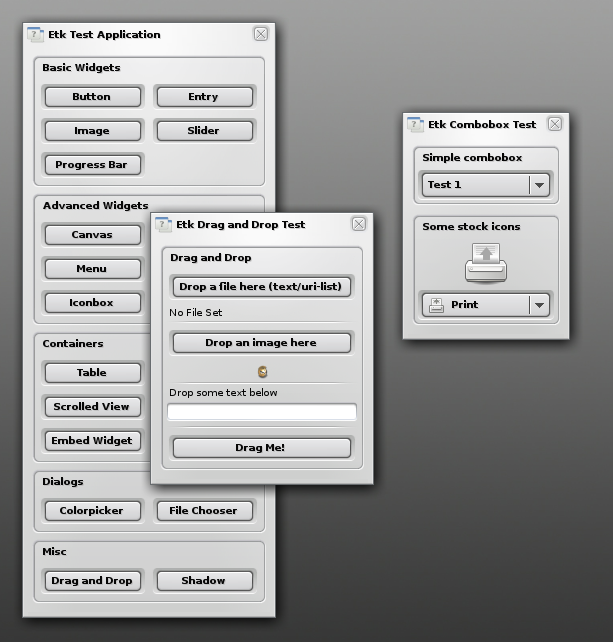 Etk Test Application
Basic Widgets
Button
Entry
Image
Slider
Progress Bar
Advanced Widgets
Canvas
Menu
Iconbox
Containers
Table
Scrolled View
Embed Widget
Dialogs
Colorpicker
File Chooser
Misc
Drag and Drop
Shadow
Etk Drag and Drop Test
Drag and Drop
Drop a file here (text/uri-list)
No File Set
Drop an image here
Drop some text below
Drag Me!
Etk Combobox Test
Simple combobox
Test 1
Some stock icons
Print